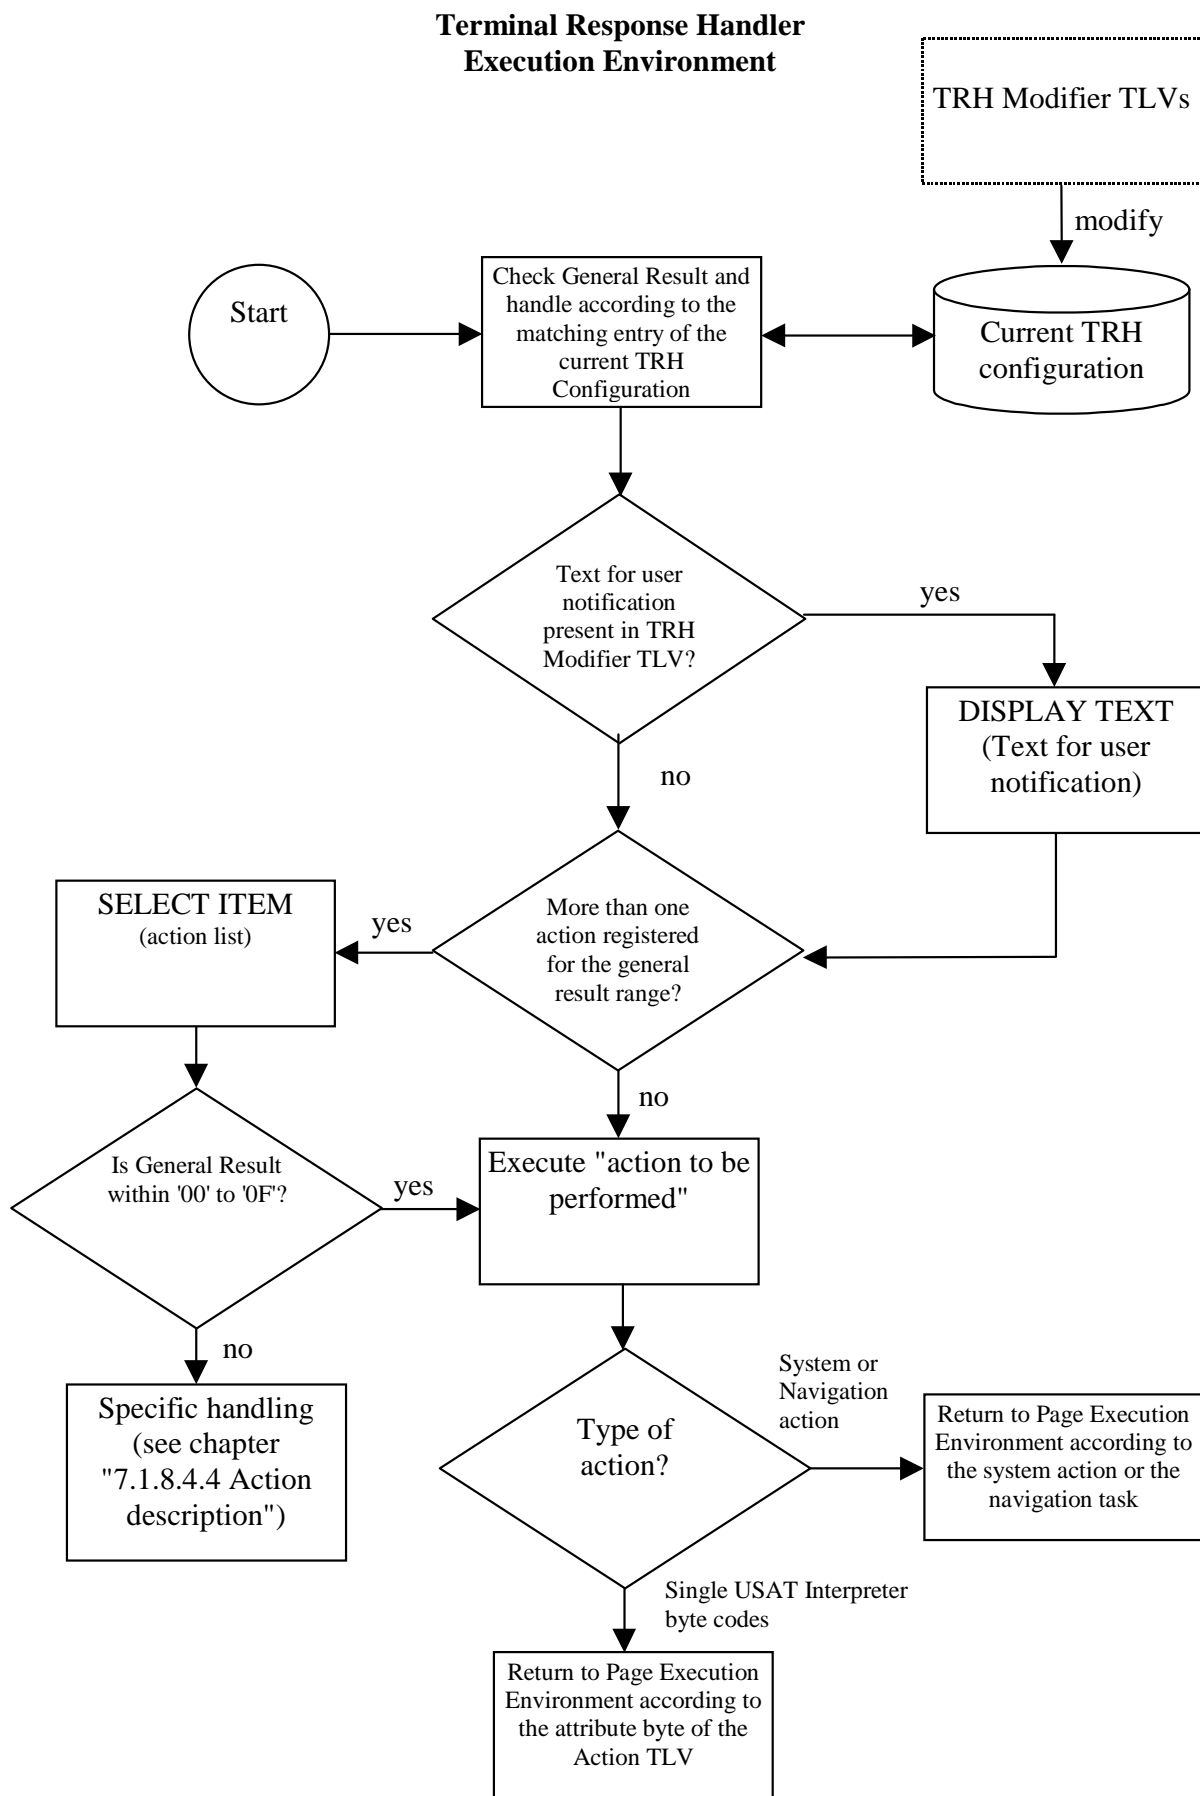 Terminal Response Handler
Execution Environment
TRH Modifier TLVs
modify
Start
Check General Result and
handle according to the
matching entry of the
current TRH
Configuration
Current TRH
configuration
Text for user
notification
present in TRH
Modifier TLV?
yes
DISPLAY TEXT
(Text for user
notification)
no
SELECT ITEM
(action list)
yes
More than one
action registered
for the general
result range?
no
Is General Result
within '00' to '0F'?
yes
Execute "action to be
performed"
no
Specific handling
(see chapter
"7.1.8.4.4 Action
description")
Type of
action?
System or
Navigation
action
Return to Page Execution
Environment according to
the system action or the
navigation task
Single USAT Interpreter
byte codes
Return to Page Execution
Environment according to
the attribute byte of the
Action TLV